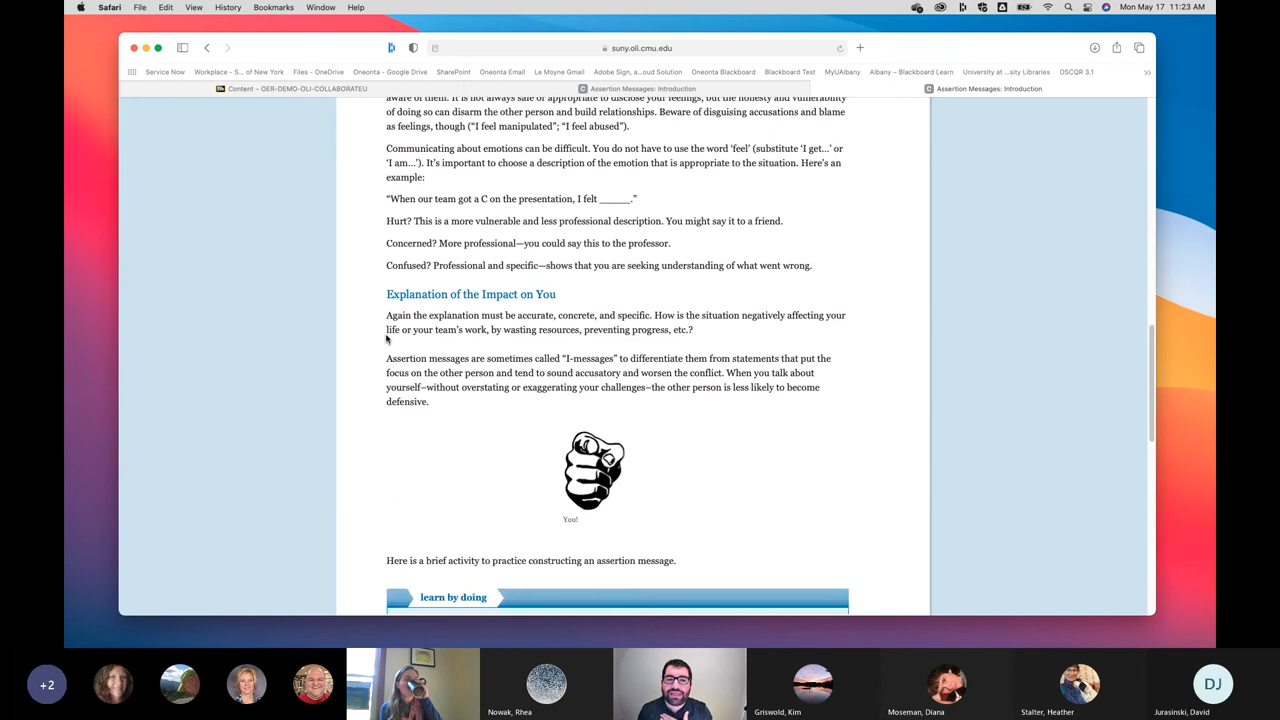 Safari File Edit View History Bookmarks Window Help
Mon May 17 11:23 AM
suny.oli.cmu.edu
Service Now Workplace - S... of New York Files - OneDrive Oneonta - Google Drive SharePoint Oneonta Email Le Moyne Gmail Adobe Sign, a...oud Solution Oneonta Blackboard Blackboard Test MyUAlbany Albany – Blackboard Learn University at ...sity Libraries OSCQR 3.1
Bb Content – OER-DEMO-OLI-COLLABORATEU
C Assertion Messages: Introduction
C Assertion Messages: Introduction
aware of them. It is not always safe or appropriate to disclose your feelings, but the honesty and vulnerability
of doing so can disarm the other person and build relationships. Beware of disguising accusations and blame
as feelings, though (“I feel manipulated”; “I feel abused”).
Communicating about emotions can be difficult. You do not have to use the word ‘feel’ (substitute ‘I get...’ or
‘I am...’). It’s important to choose a description of the emotion that is appropriate to the situation. Here’s an
example:
“When our team got a C on the presentation, I felt ______.”
Hurt? This is a more vulnerable and less professional description. You might say it to a friend.
Concerned? More professional—you could say this to the professor.
Confused? Professional and specific—shows that you are seeking understanding of what went wrong.
Explanation of the Impact on You
Again the explanation must be accurate, concrete, and specific. How is the situation negatively affecting your
life or your team’s work, by wasting resources, preventing progress, etc.?
Assertion messages are sometimes called “I-messages” to differentiate them from statements that put the
focus on the other person and tend to sound accusatory and worsen the conflict. When you talk about
yourself–without overstating or exaggerating your challenges–the other person is less likely to become
defensive.
You!
Here is a brief activity to practice constructing an assertion message.
learn by doing
+2
Nowak, Rhea
Griswold, Kim
Moseman, Diana
Stalter, Heather
DJ
Jurasinski, David